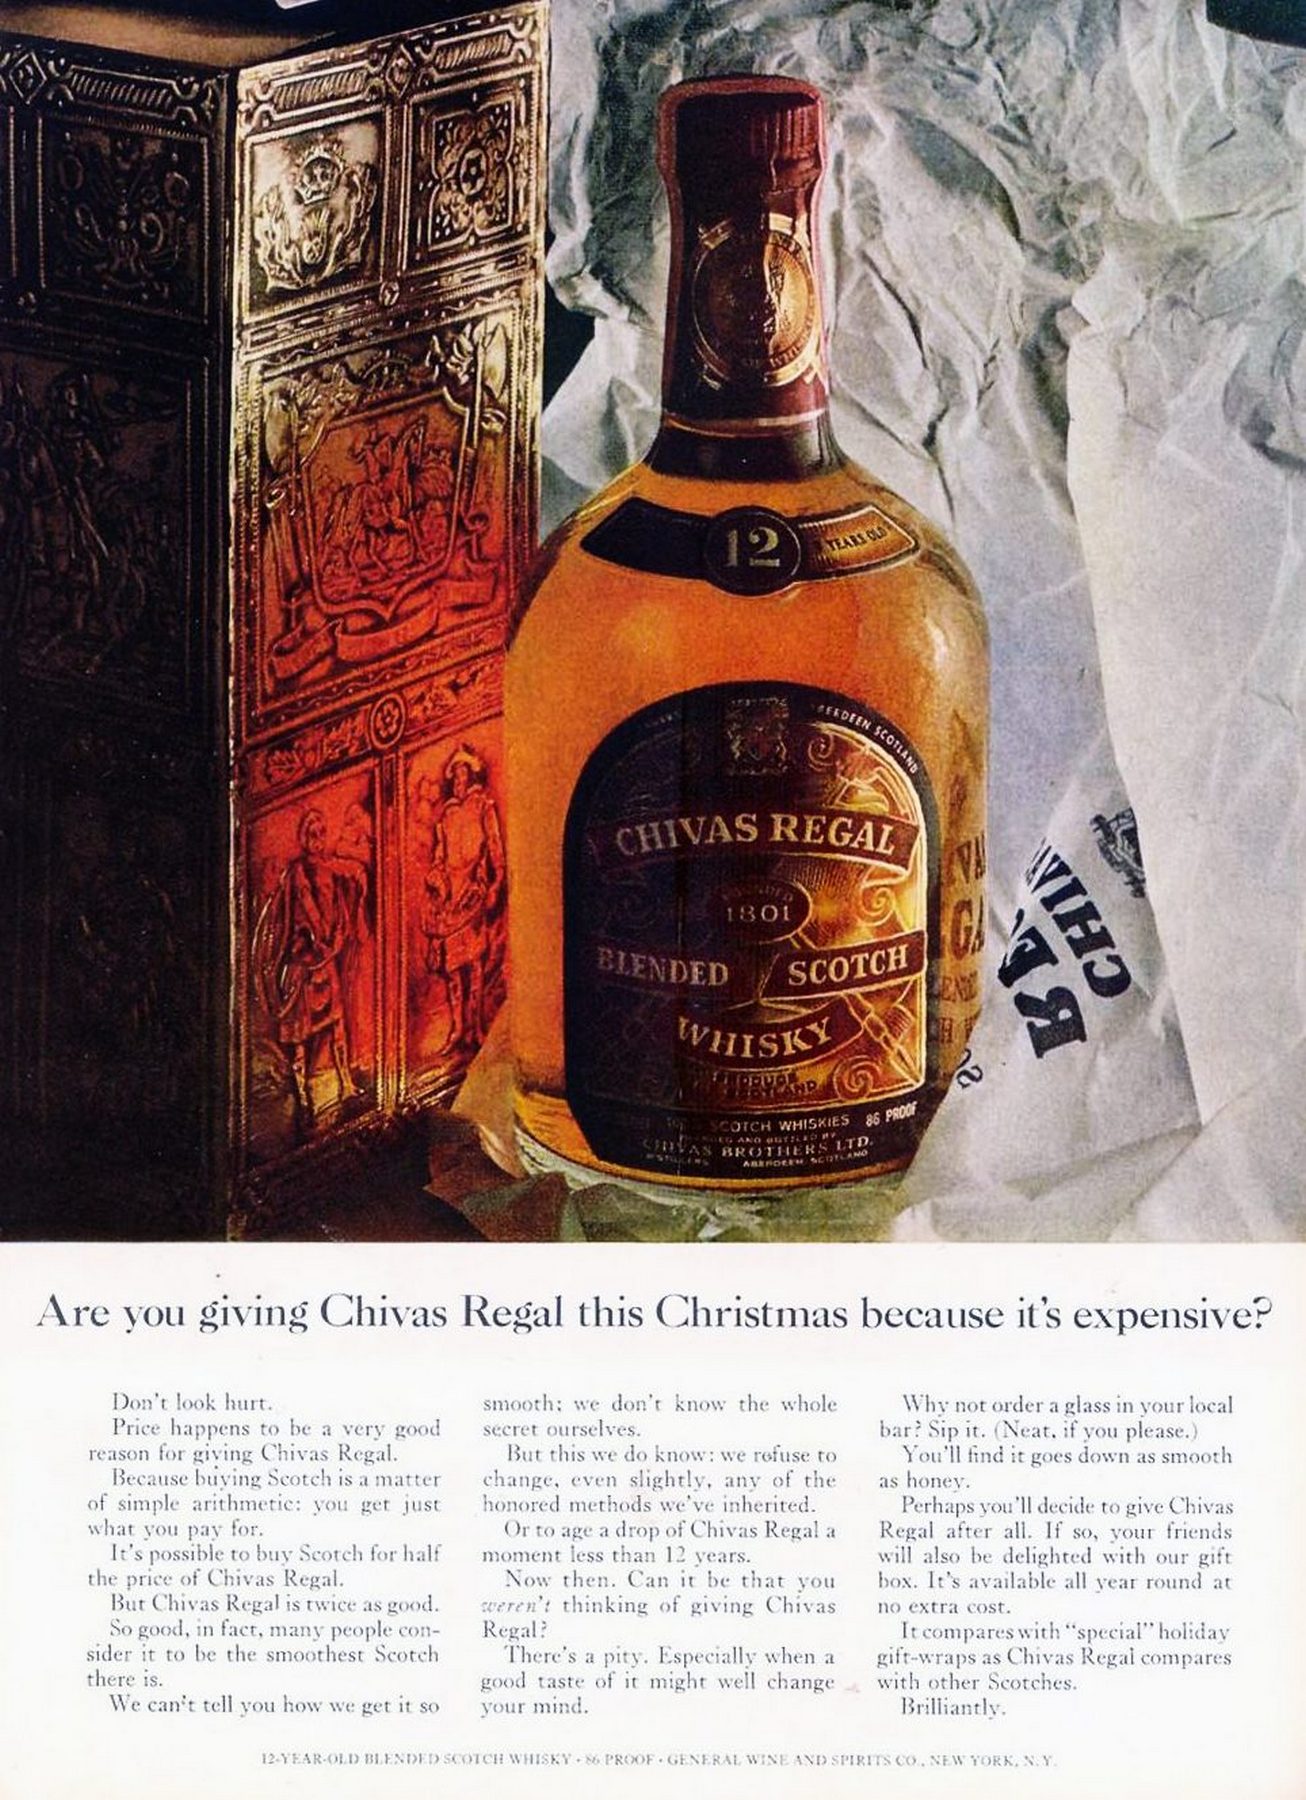 12
YEARS OLD
ABERDEEN SCOTLAND
CHIVAS REGAL
1801
BLENDED SCOTCH
WHISKY
SCOTCH WHISKIES 86 PROOF
BLENDED AND BOTTLED BY
CHIVAS BROTHERS LTD.
DISTILLERS ABERDEEN, SCOTLAND
CHIVAS
Are you giving Chivas Regal this Christmas because it's expensive?
Don't look hurt.
Price happens to be a very good
reason for giving Chivas Regal.
Because buying Scotch is a matter
of simple arithmetic: you get just
what you pay for.
It's possible to buy Scotch for half
the price of Chivas Regal.
But Chivas Regal is twice as good.
So good, in fact, many people con-
sider it to be the smoothest Scotch
there is.
We can't tell you how we get it so
smooth; we don't know the whole
secret ourselves.
But this we do know: we refuse to
change, even slightly, any of the
honored methods we've inherited.
Or to age a drop of Chivas Regal a
moment less than 12 years.
Now then. Can it be that you
weren't thinking of giving Chivas
Regal?
There's a pity. Especially when a
good taste of it might well change
your mind.
Why not order a glass in your local
bar? Sip it. (Neat, if you please.)
You'll find it goes down as smooth
as honey.
Perhaps you'll decide to give Chivas
Regal after all. If so, your friends
will also be delighted with our gift
box. It's available all year round at
no extra cost.
It compares with "special" holiday
gift-wraps as Chivas Regal compares
with other Scotches.
Brilliantly.
12-YEAR-OLD BLENDED SCOTCH WHISKY • 86 PROOF • GENERAL WINE AND SPIRITS CO., NEW YORK, N.Y.